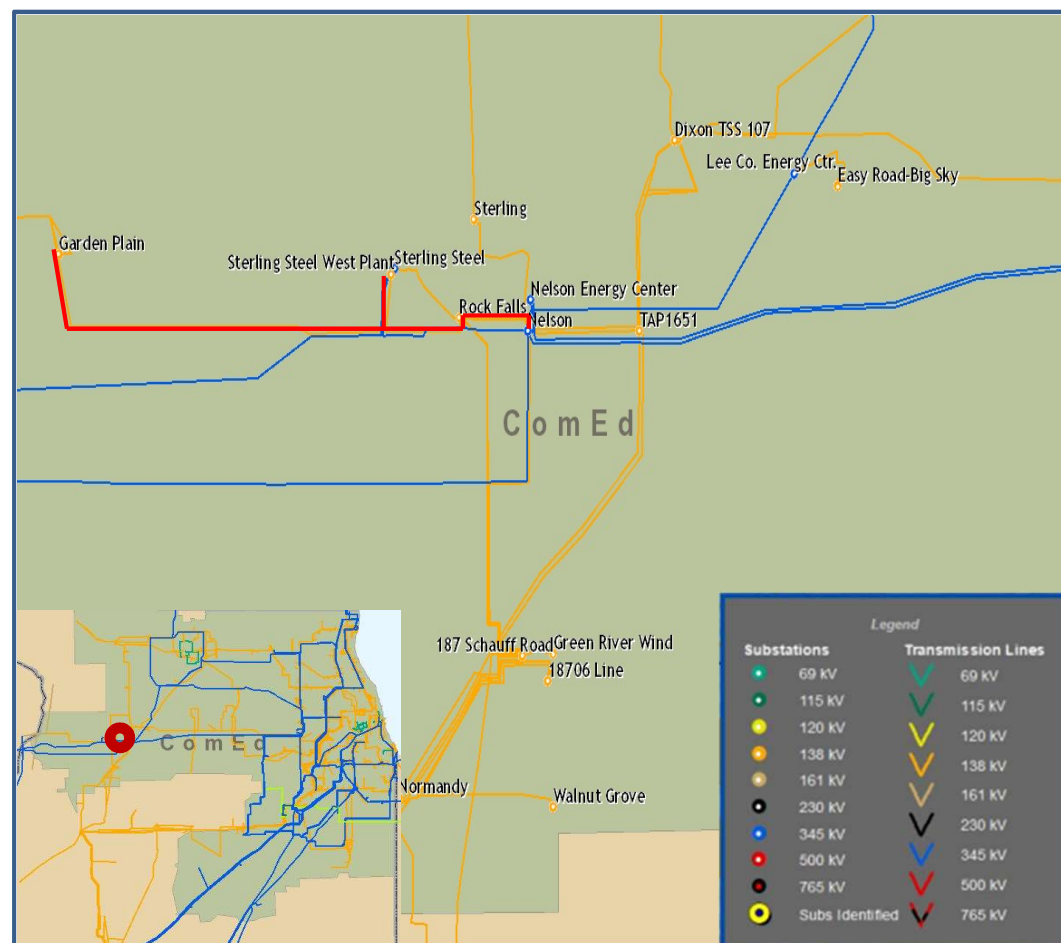 Dixon TSS 107
Lee Co. Energy Ctr.
Easy Road-Big Sky
Sterling
Garden Plain
Sterling Steel West Plant
Sterling Steel
Nelson Energy Center
Rock Falls
Nelson
TAP1651
ComEd
187 Schauff Road
Green River Wind
18706 Line
Normandy
Walnut Grove
ComEd
Legend
Substations
Transmission Lines
69 kV
69 kV
115 kV
115 kV
120 kV
120 kV
138 kV
138 kV
161 kV
161 kV
230 kV
230 kV
345 kV
345 kV
500 kV
500 kV
765 kV
765 kV
Subs Identified